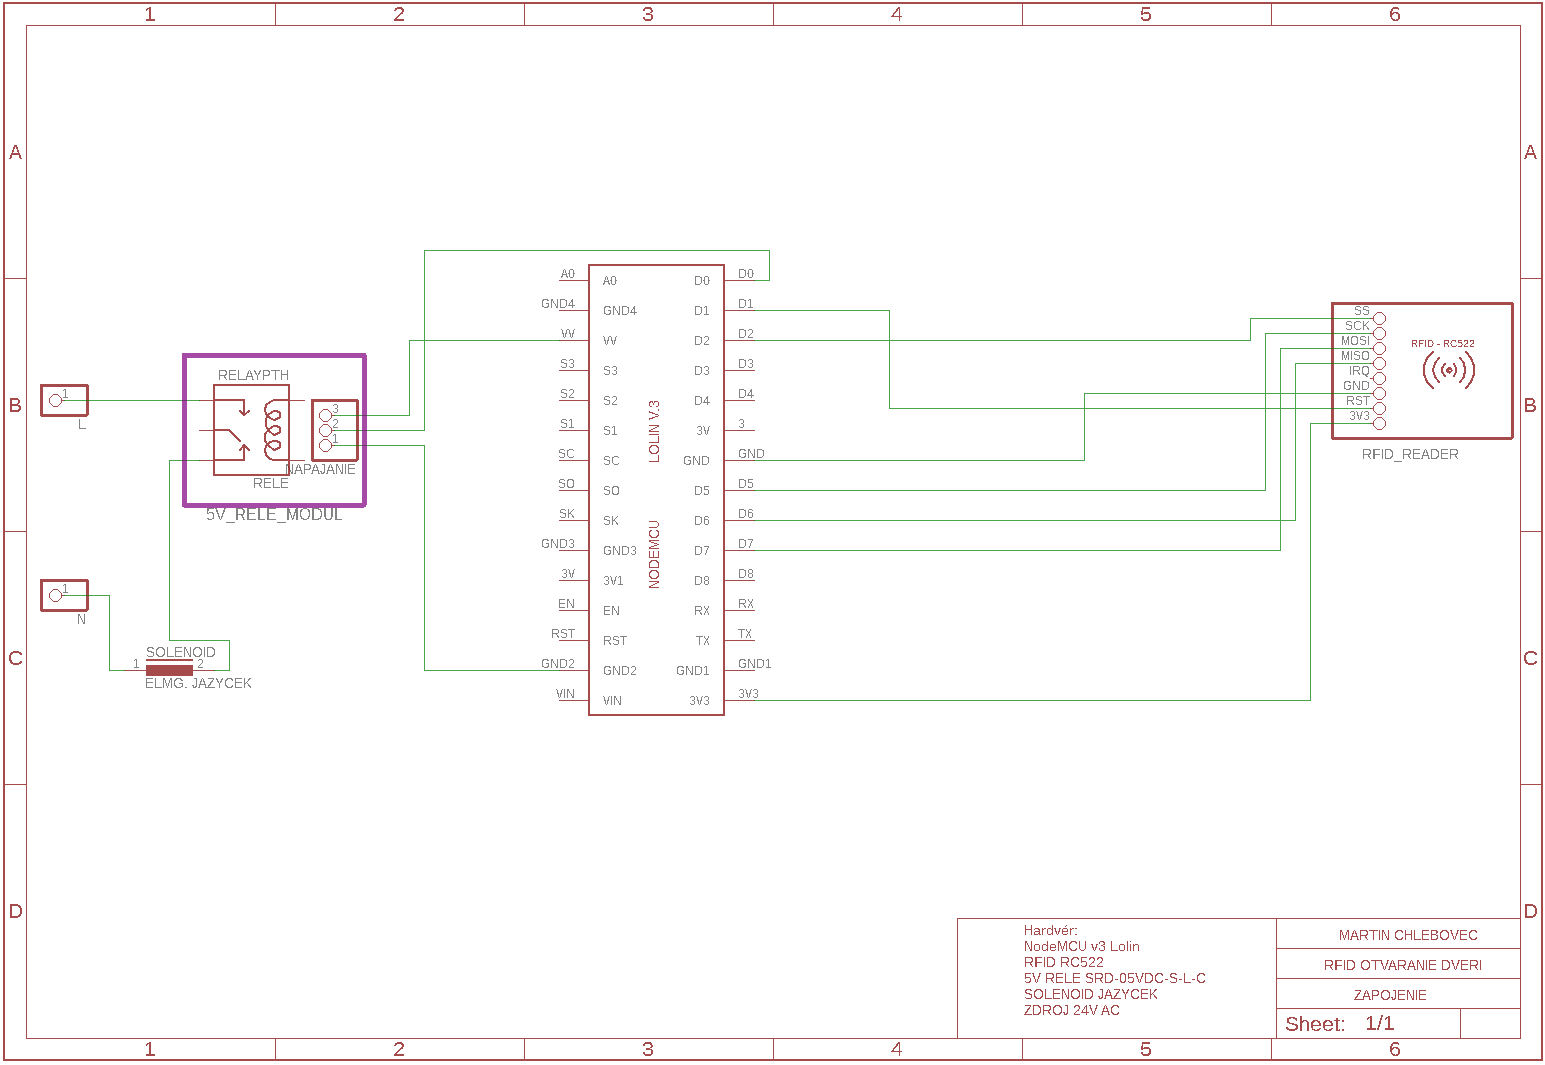 1 2 3 4 5 6
A A
B B
C C
D D
1 2 3 4 5 6
1
L
1
N
RELAYPTH
3
2
1
NAPAJANIE
RELE
5V_RELE_MODUL
SOLENOID
1 2
ELMG. JAZYCEK
A0 A0 D0 D0
GND4 GND4 D1 D1
VV VV D2 D2
S3 S3 D3 D3
S2 S2 D4 D4
S1 S1 3V 3
SC SC GND GND
SO SO D5 D5
SK SK D6 D6
GND3 GND3 D7 D7
3V 3V1 D8 D8
EN EN RX RX
RST RST TX TX
GND2 GND2 GND1 GND1
VIN VIN 3V3 3V3
LOLIN V.3
NODEMCU
SS
SCK
MOSI
MISO
IRQ
GND
RST
3V3
RFID - RC522
RFID_READER
Hardvér:
NodeMCU v3 Lolin
RFID RC522
5V RELE SRD-05VDC-S-L-C
SOLENOID JAZYCEK
ZDROJ 24V AC
MARTIN CHLEBOVEC
RFID OTVARANIE DVERI
ZAPOJENIE
Sheet: 1/1